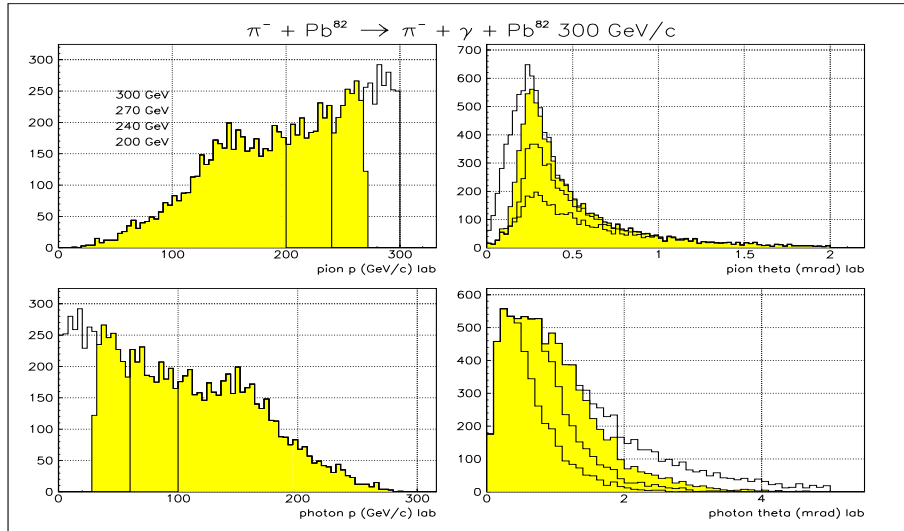 π⁻ + Pb⁸² → π⁻ + γ + Pb⁸² 300 GeV/c
300
250
200
150
100
50
0
300 GeV
270 GeV
240 GeV
200 GeV
0 100 200 300
pion p (GeV/c) lab
700
600
500
400
300
200
100
0
0 0.5 1 1.5 2
pion theta (mrad) lab
300
250
200
150
100
50
0
0 100 200 300
photon p (GeV/c) lab
600
500
400
300
200
100
0
0 2 4
photon theta (mrad) lab